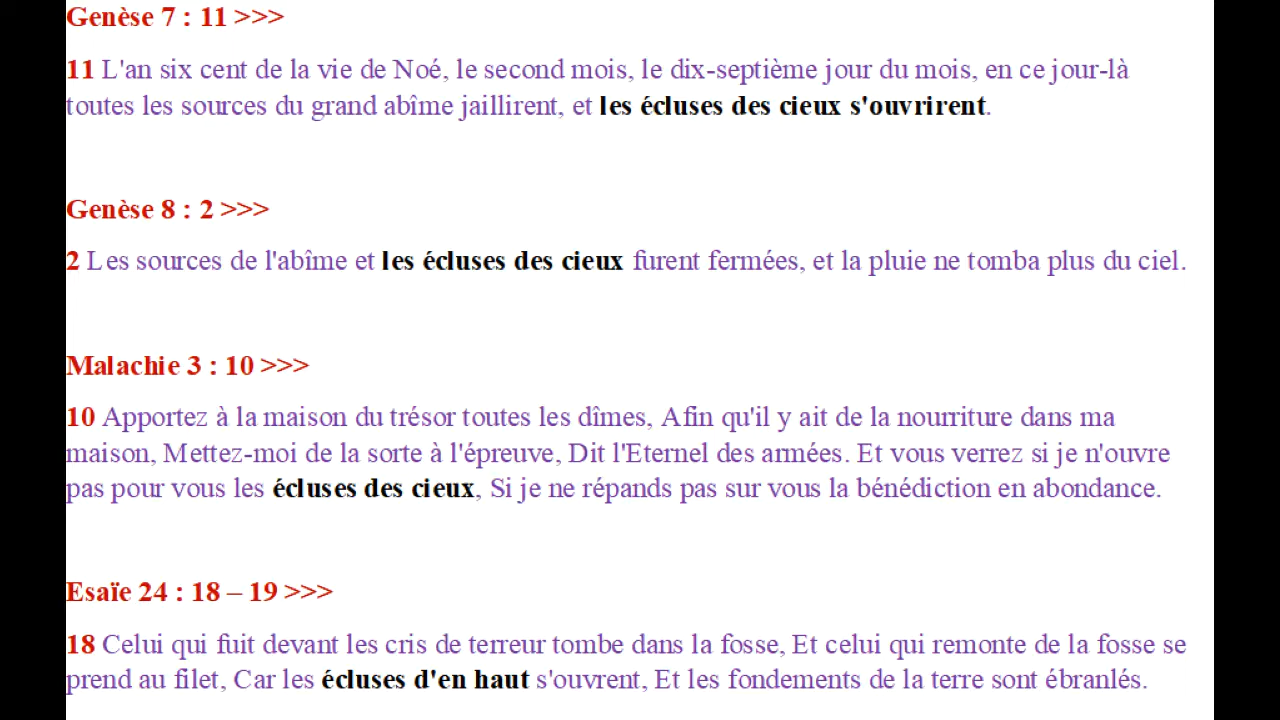 Genèse 7 : 11 >>>
11 L'an six cent de la vie de Noé, le second mois, le dix-septième jour du mois, en ce jour-là
toutes les sources du grand abîme jaillirent, et les écluses des cieux s'ouvrirent.
Genèse 8 : 2 >>>
2 Les sources de l'abîme et les écluses des cieux furent fermées, et la pluie ne tomba plus du ciel.
Malachie 3 : 10 >>>
10 Apportez à la maison du trésor toutes les dîmes, Afin qu'il y ait de la nourriture dans ma
maison, Mettez-moi de la sorte à l'épreuve, Dit l'Eternel des armées. Et vous verrez si je n'ouvre
pas pour vous les écluses des cieux, Si je ne répands pas sur vous la bénédiction en abondance.
Esaïe 24 : 18 – 19 >>>
18 Celui qui fuit devant les cris de terreur tombe dans la fosse, Et celui qui remonte de la fosse se
prend au filet, Car les écluses d'en haut s'ouvrent, Et les fondements de la terre sont ébranlés.